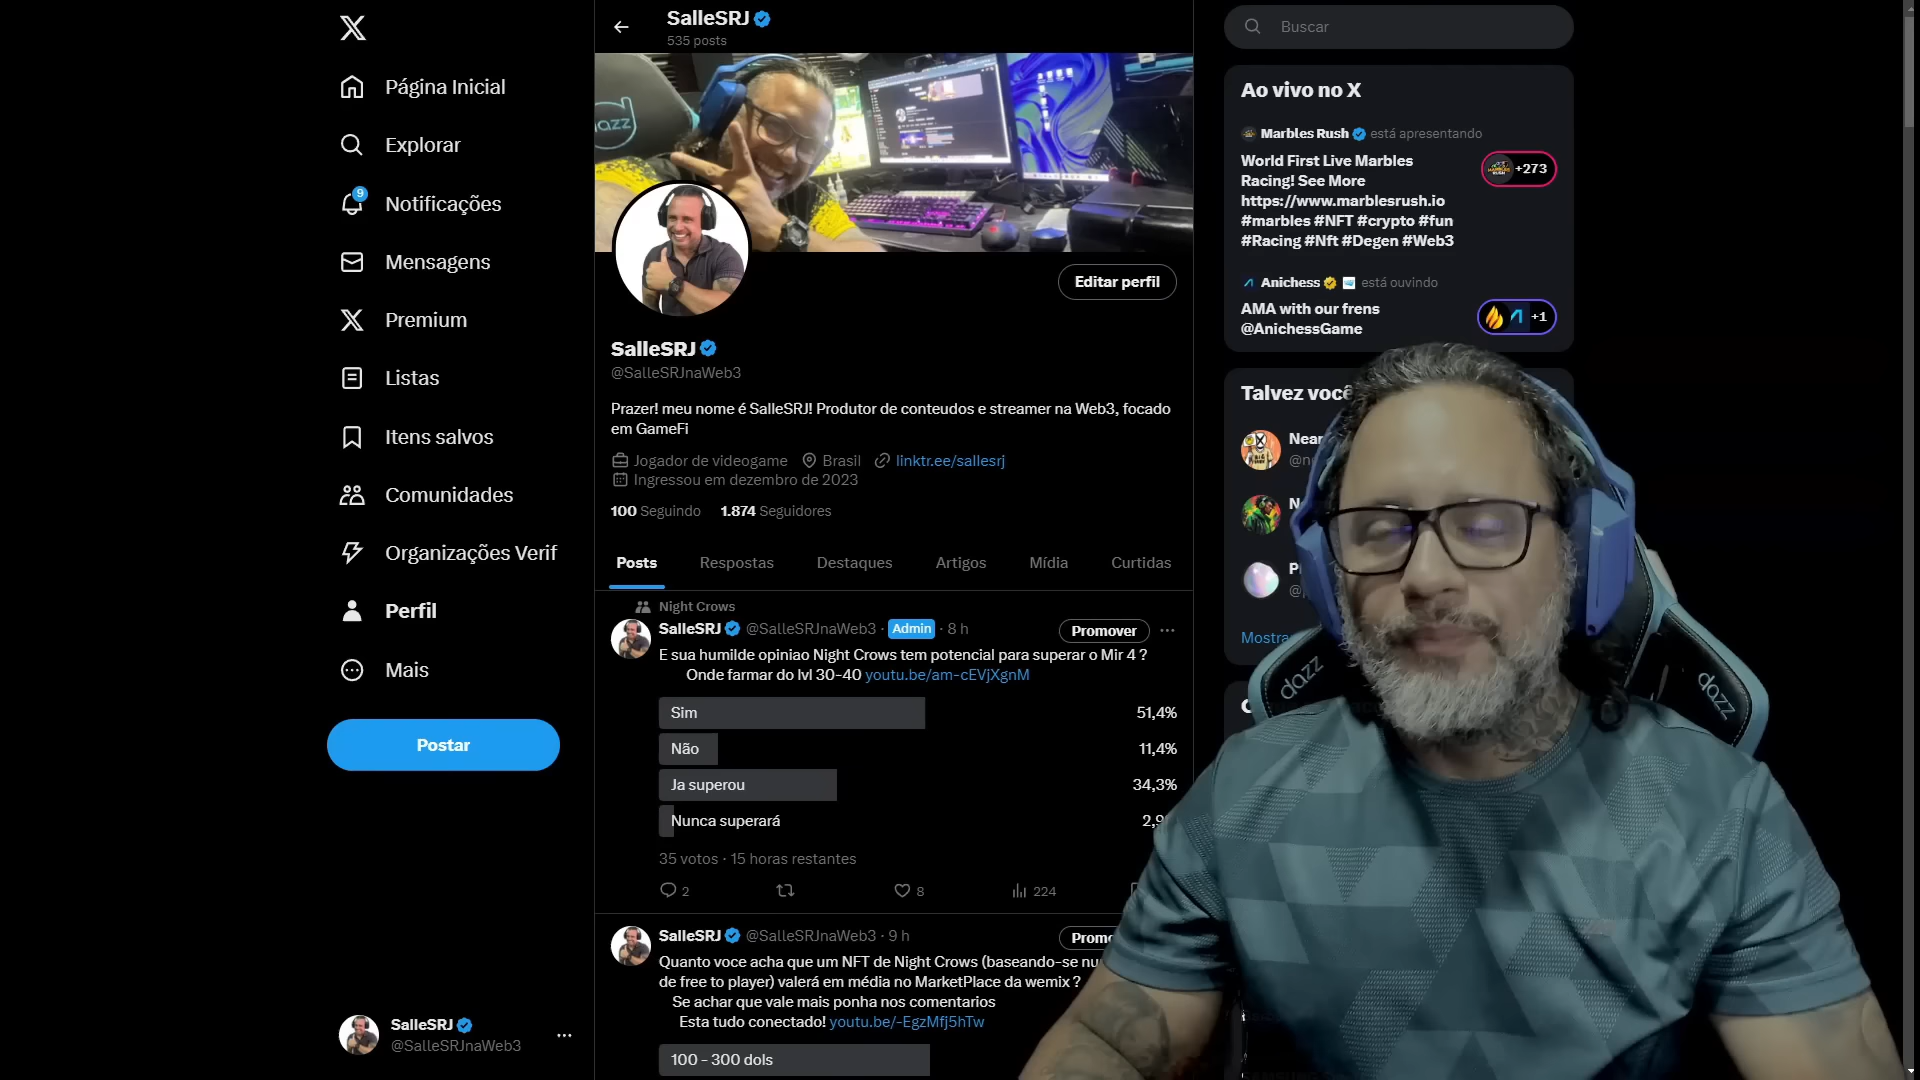 Página Inicial
Explorar
9
Notificações
Mensagens
Premium
Listas
Itens salvos
Comunidades
Organizações Verif
Perfil
Mais
Postar
SalleSRJ
@SalleSRJnaWeb3
SalleSRJ
535 posts
azz
Editar perfil
SalleSRJ
@SalleSRJnaWeb3
Prazer! meu nome é SalleSRJ! Produtor de conteudos e streamer na Web3, focado
em GameFi
Jogador de videogame Brasil linktr.ee/sallesrj
Ingressou em dezembro de 2023
100 Seguindo 1.874 Seguidores
Posts Respostas Destaques Artigos Mídia Curtidas
Night Crows
SalleSRJ @SalleSRJnaWeb3 · Admin · 8 h
Promover
E sua humilde opiniao Night Crows tem potencial para superar o Mir 4 ?
Onde farmar do lvl 30-40 youtu.be/am-cEVjXgnM
Sim 51,4%
Não 11,4%
Ja superou 34,3%
Nunca superará 2,9
35 votos · 15 horas restantes
2 8 224
SalleSRJ @SalleSRJnaWeb3 · 9 h
Promo
Quanto voce acha que um NFT de Night Crows (baseando-se nu
de free to player) valerá em média no MarketPlace da wemix ?
Se achar que vale mais ponha nos comentarios
Esta tudo conectado! youtu.be/-EgzMfj5hTw
100 - 300 dols
Buscar
Ao vivo no X
Marbles Rush está apresentando
World First Live Marbles
Racing! See More
https://www.marblesrush.io
#marbles #NFT #crypto #fun
#Racing #Nft #Degen #Web3
+273
Anichess está ouvindo
AMA with our frens
@AnichessGame
+1
Talvez você
Near
@n
N
P
@
Mostra
dazz
dazz